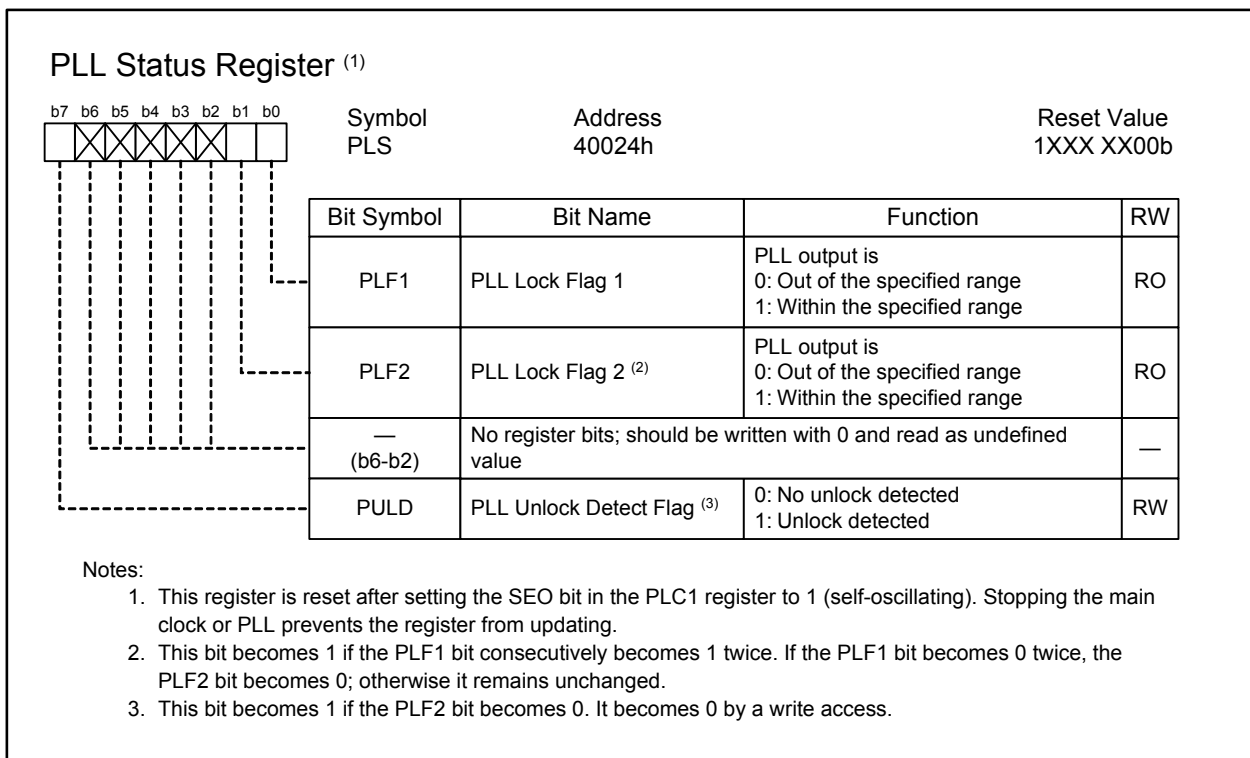 PLL Status Register (1)
b7 b6 b5 b4 b3 b2 b1 b0
Symbol Address Reset Value
PLS 40024h 1XXX XX00b
Bit Symbol Bit Name Function RW
PLF1 PLL Lock Flag 1 PLL output is
0: Out of the specified range
1: Within the specified range RO
PLF2 PLL Lock Flag 2 (2) PLL output is
0: Out of the specified range
1: Within the specified range RO
—
(b6-b2) No register bits; should be written with 0 and read as undefined
value —
PULD PLL Unlock Detect Flag (3) 0: No unlock detected
1: Unlock detected RW
Notes:
1. This register is reset after setting the SEO bit in the PLC1 register to 1 (self-oscillating). Stopping the main
clock or PLL prevents the register from updating.
2. This bit becomes 1 if the PLF1 bit consecutively becomes 1 twice. If the PLF1 bit becomes 0 twice, the
PLF2 bit becomes 0; otherwise it remains unchanged.
3. This bit becomes 1 if the PLF2 bit becomes 0. It becomes 0 by a write access.